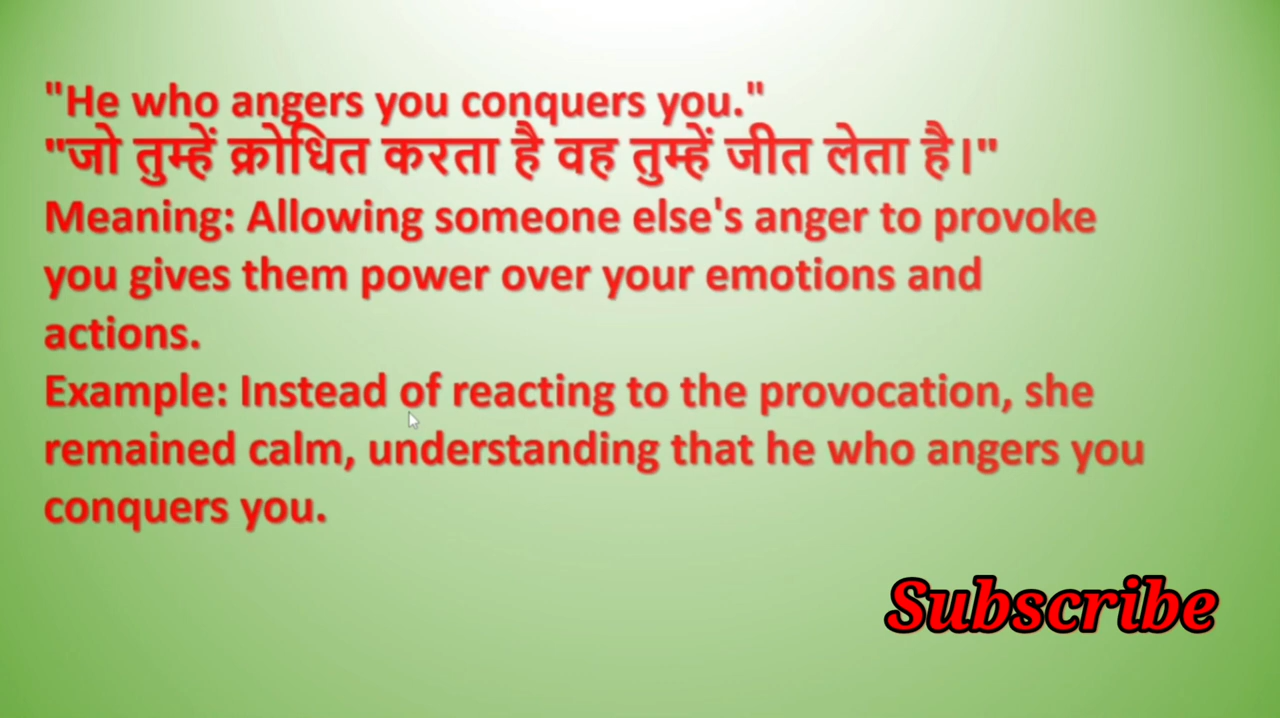 "He who angers you conquers you."
"जो तुम्हें क्रोधित करता है वह तुम्हें जीत लेता है।"
Meaning: Allowing someone else's anger to provoke
you gives them power over your emotions and
actions.
Example: Instead of reacting to the provocation, she
remained calm, understanding that he who angers you
conquers you.
Subscribe